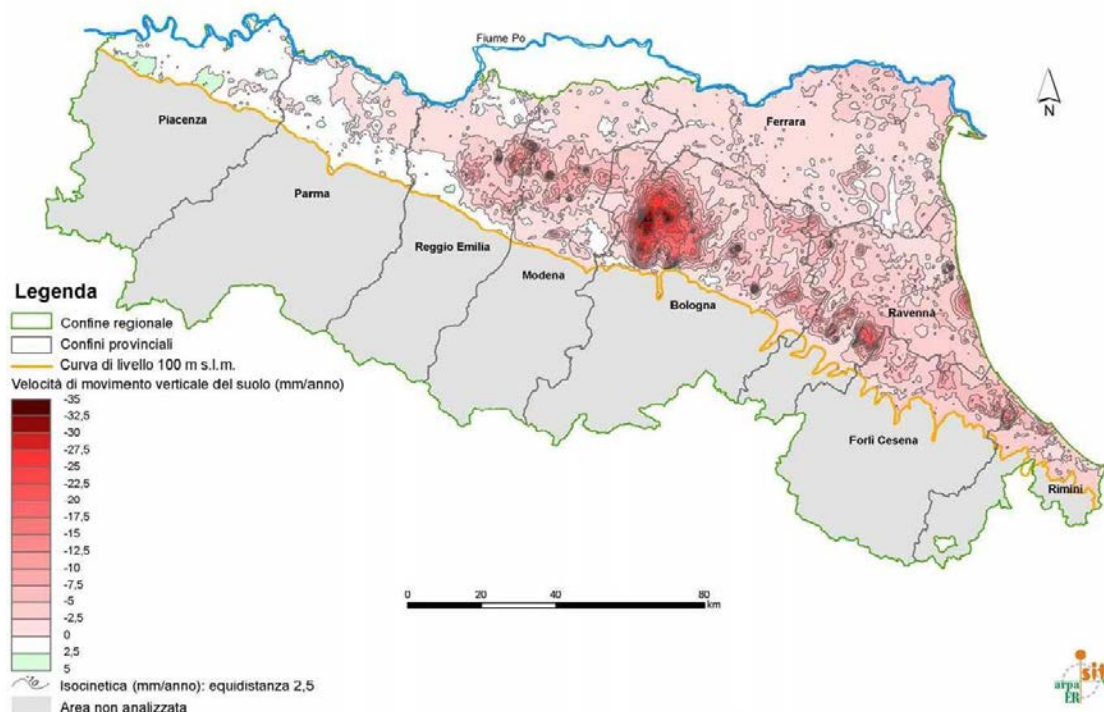 Fiume Po
N
Piacenza
Ferrara
Parma
Reggio Emilia
Modena
Bologna
Ravenna
Forlì Cesena
Rimini
Legenda
Confine regionale
Confini provinciali
Curva di livello 100 m s.l.m.
Velocità di movimento verticale del suolo (mm/anno)
-35
-32,5
-30
-27,5
-25
-22,5
20
-17,5
-15
-12,5
-10
-7,5
-5
-2,5
0
2,5
5
Isocinetica (mm/anno): equidistanza 2,5
Area non analizzata
0 20 40 80
km
arpa
ER